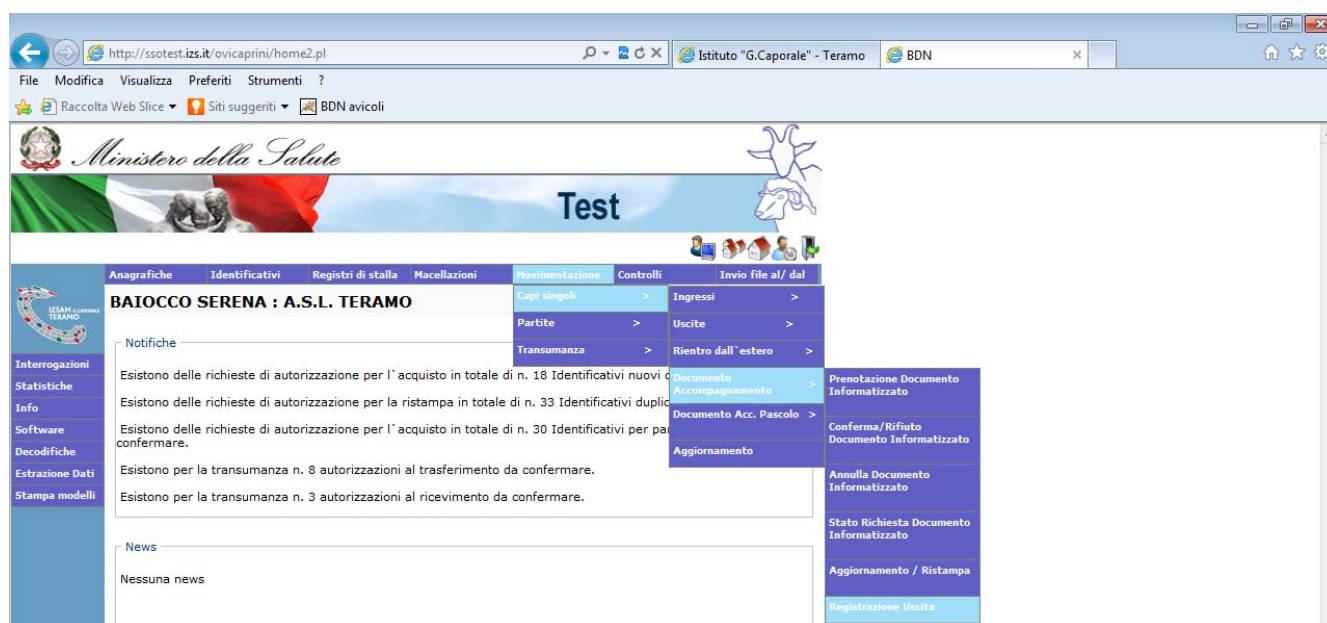 http://ssotest.izs.it/ovicaprini/home2.pl
Istituto "G.Caporale" - Teramo
BDN
File Modifica Visualizza Preferiti Strumenti ?
Raccolta Web Slice
Siti suggeriti
BDN avicoli
Ministero della Salute
Test
Anagrafiche Identificativi Registri di stalla Macellazioni Movimentazione Controlli Invio file al/ dal
IZSAM G.CAPORALE
TERAMO
BAIOCCO SERENA : A.S.L. TERAMO
Capi singoli >
Partite >
Transumanza >
Ingressi >
Uscite >
Rientro dall`estero >
Documento Accompagnamento >
Documento Acc. Pascolo >
Aggiornamento
Prenotazione Documento
Informatizzato
Conferma/Rifiuto
Documento Informatizzato
Annulla Documento
Informatizzato
Stato Richiesta Documento
Informatizzato
Aggiornamento / Ristampa
Registrazione Uscita
Interrogazioni
Statistiche
Info
Software
Decodifiche
Estrazione Dati
Stampa modelli
Notifiche
Esistono delle richieste di autorizzazione per l`acquisto in totale di n. 18 Identificativi nuovi
Esistono delle richieste di autorizzazione per la ristampa in totale di n. 33 Identificativi
Esistono delle richieste di autorizzazione per l`acquisto in totale di n. 30 Identificativi per
confermare.
Esistono per la transumanza n. 8 autorizzazioni al trasferimento da confermare.
Esistono per la transumanza n. 3 autorizzazioni al ricevimento da confermare.
News
Nessuna news